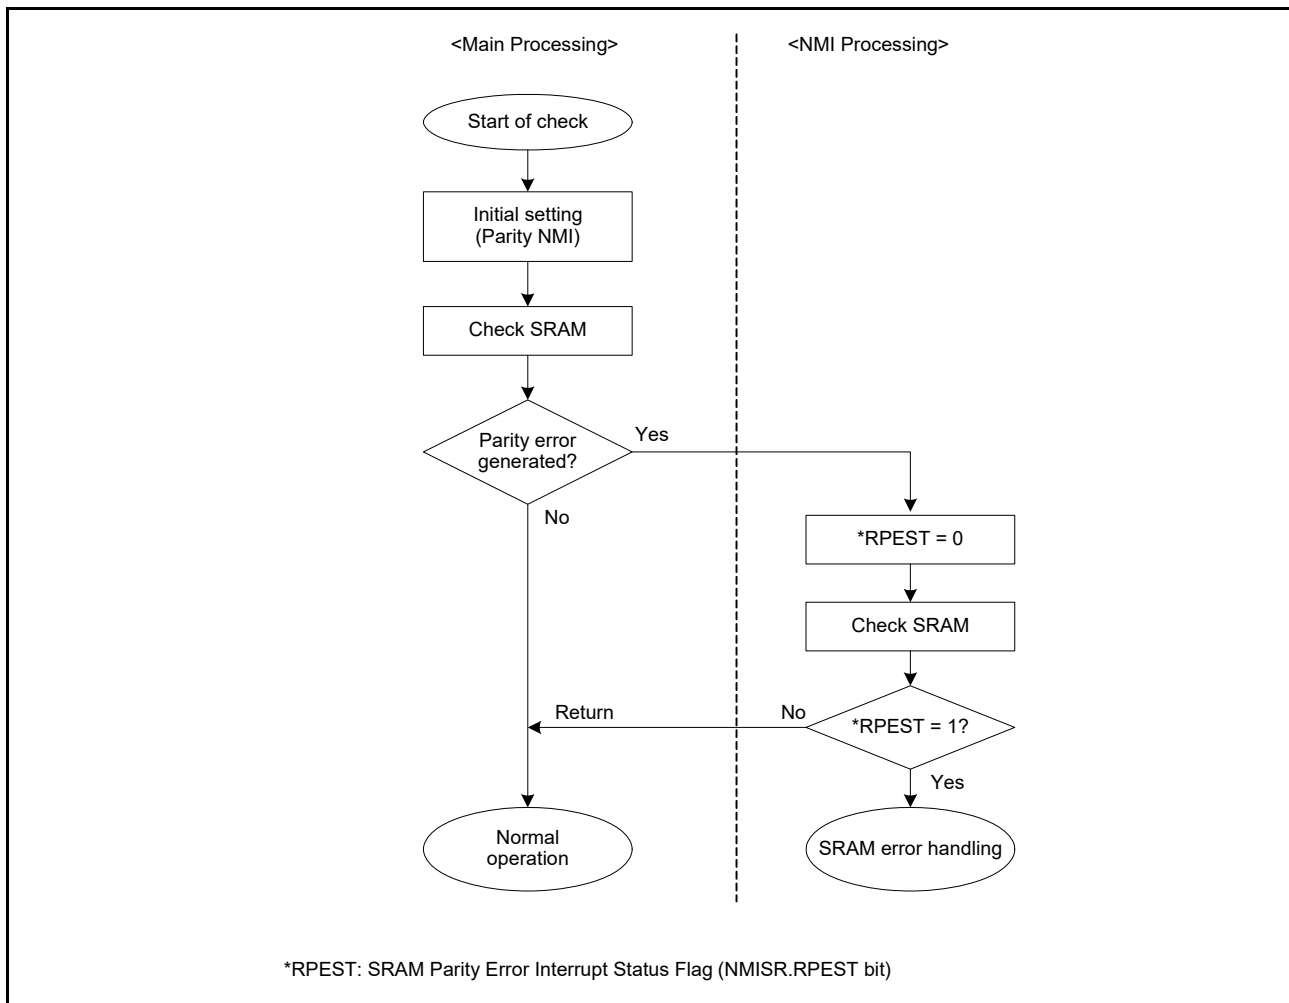 <Main Processing>
<NMI Processing>
Start of check
Initial setting
(Parity NMI)
Check SRAM
Parity error
generated?
Yes
No
*RPEST = 0
Check SRAM
*RPEST = 1?
No
Return
Yes
Normal
operation
SRAM error handling
*RPEST: SRAM Parity Error Interrupt Status Flag (NMISR.RPEST bit)